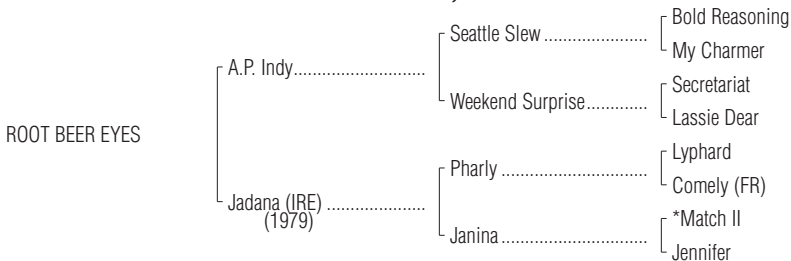 Bold Reasoning
Seattle Slew ......................
My Charmer
A.P. Indy............................
Secretariat
Weekend Surprise.............
Lassie Dear
ROOT BEER EYES
Lyphard
Pharly ...............................
Comely (FR)
Jadana (IRE) .....................
(1979)
*Match II
Janina ...............................
Jennifer